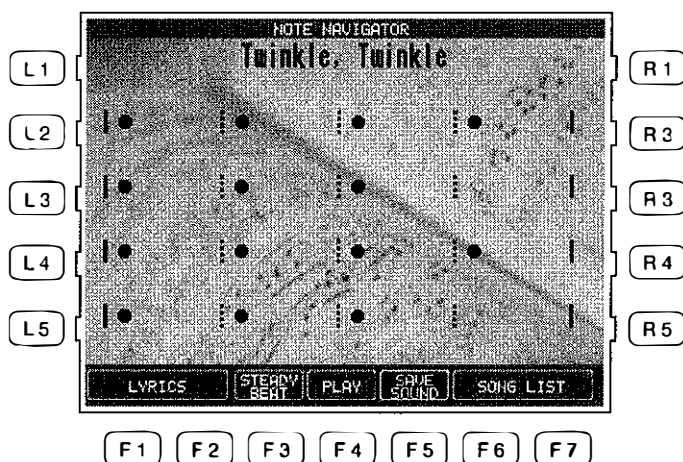 NOTE NAVIGATOR
Twinkle, Twinkle
L1 R1
L2 R3
L3 R3
L4 R4
L5 R5
LYRICS STEADY BEAT PLAY SAVE SOUND SONG LIST
F1 F2 F3 F4 F5 F6 F7